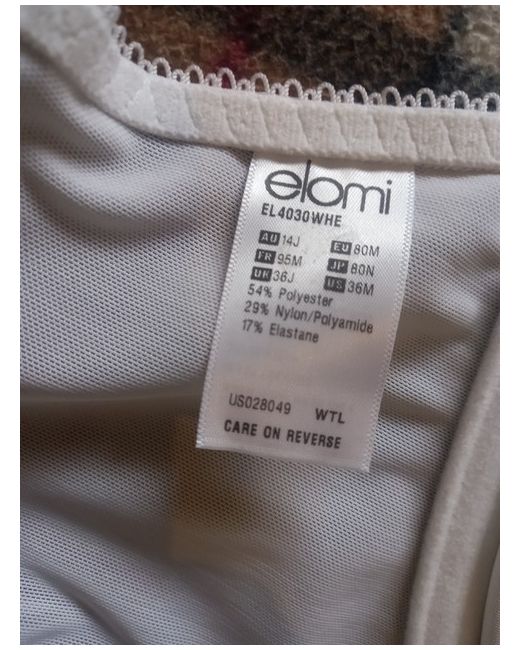 elomi
EL4030WHE
AU 14J EU 80M
FR 95M JP 80N
UK 36J US 36M
54% Polyester
29% Nylon/Polyamide
17% Elastane
US028049 WTL
CARE ON REVERSE